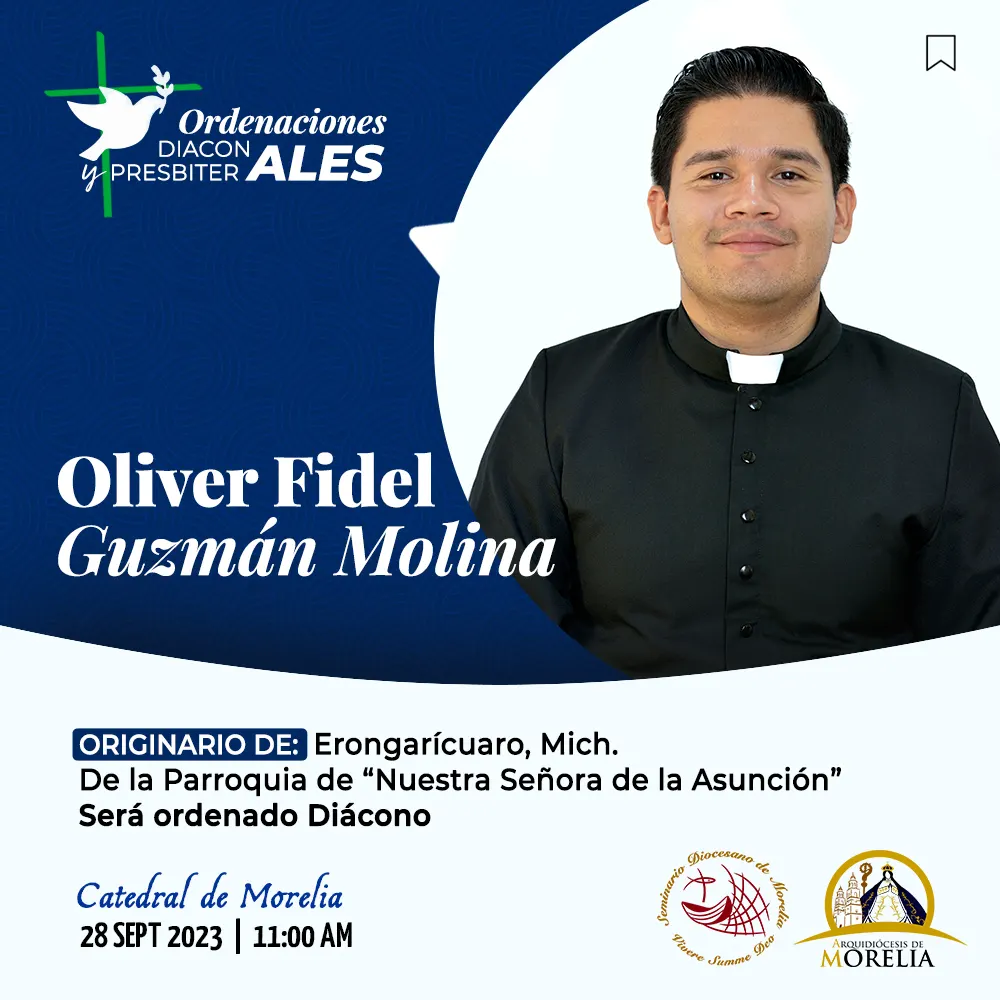 Ordenaciones
DIACON
y PRESBITER ALES
Oliver Fidel
Guzmán Molina
ORIGINARIO DE: Erongarícuaro, Mich.
De la Parroquia de “Nuestra Señora de la Asunción”
Será ordenado Diácono
Catedral de Morelia
28 SEPT 2023 | 11:00 AM
Seminario Diocesano de Morelia
Vivere Summe Deo
ARQUIDIÓCESIS DE
MORELIA